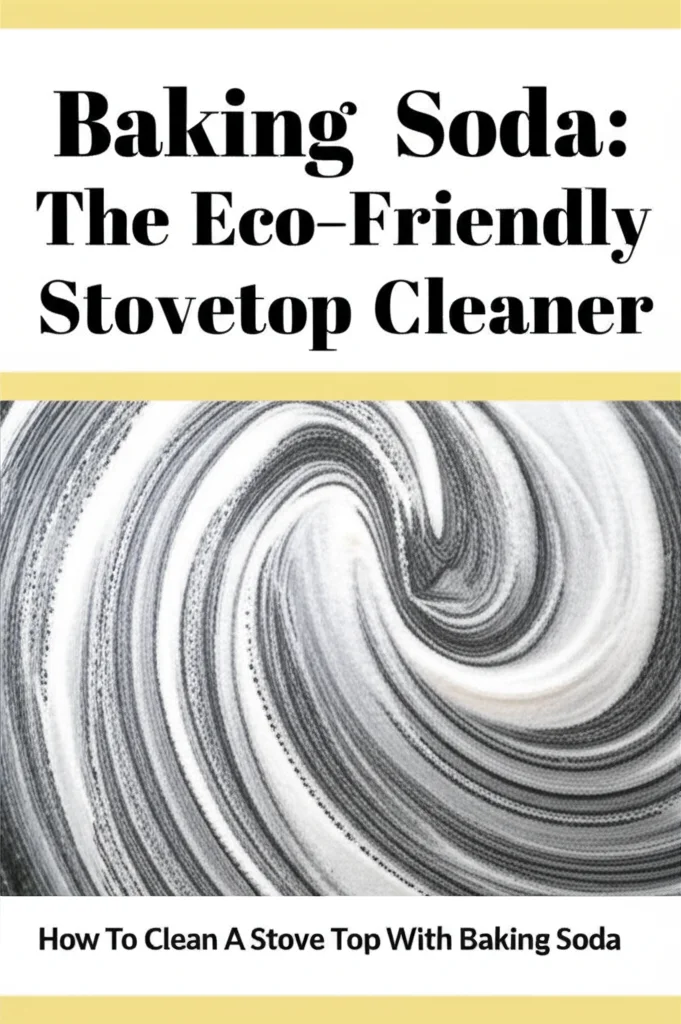 Baking Soda:
The Eco-Friendly
Stovetop Cleaner
How To Clean A Stove Top With Baking Soda